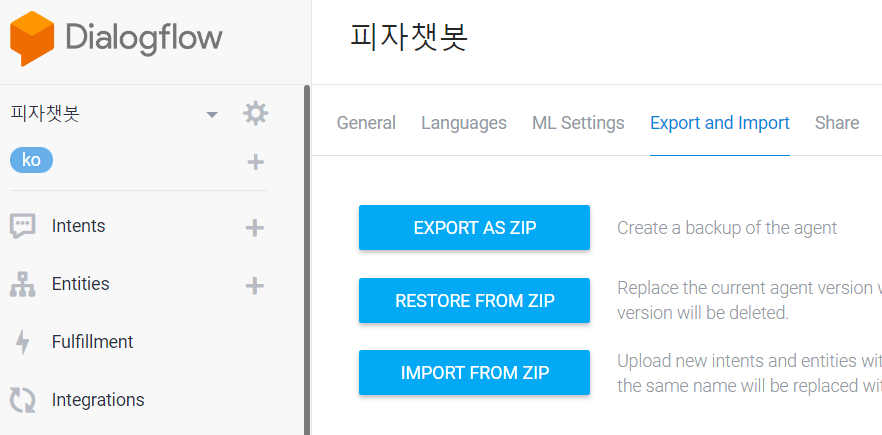 Dialogflow
피자챗봇
피자챗봇
ko
Intents
Entities
Fulfillment
Integrations
General Languages ML Settings Export and Import Share
EXPORT AS ZIP Create a backup of the agent
RESTORE FROM ZIP Replace the current agent version
version will be deleted.
IMPORT FROM ZIP Upload new intents and entities
the same name will be replaced